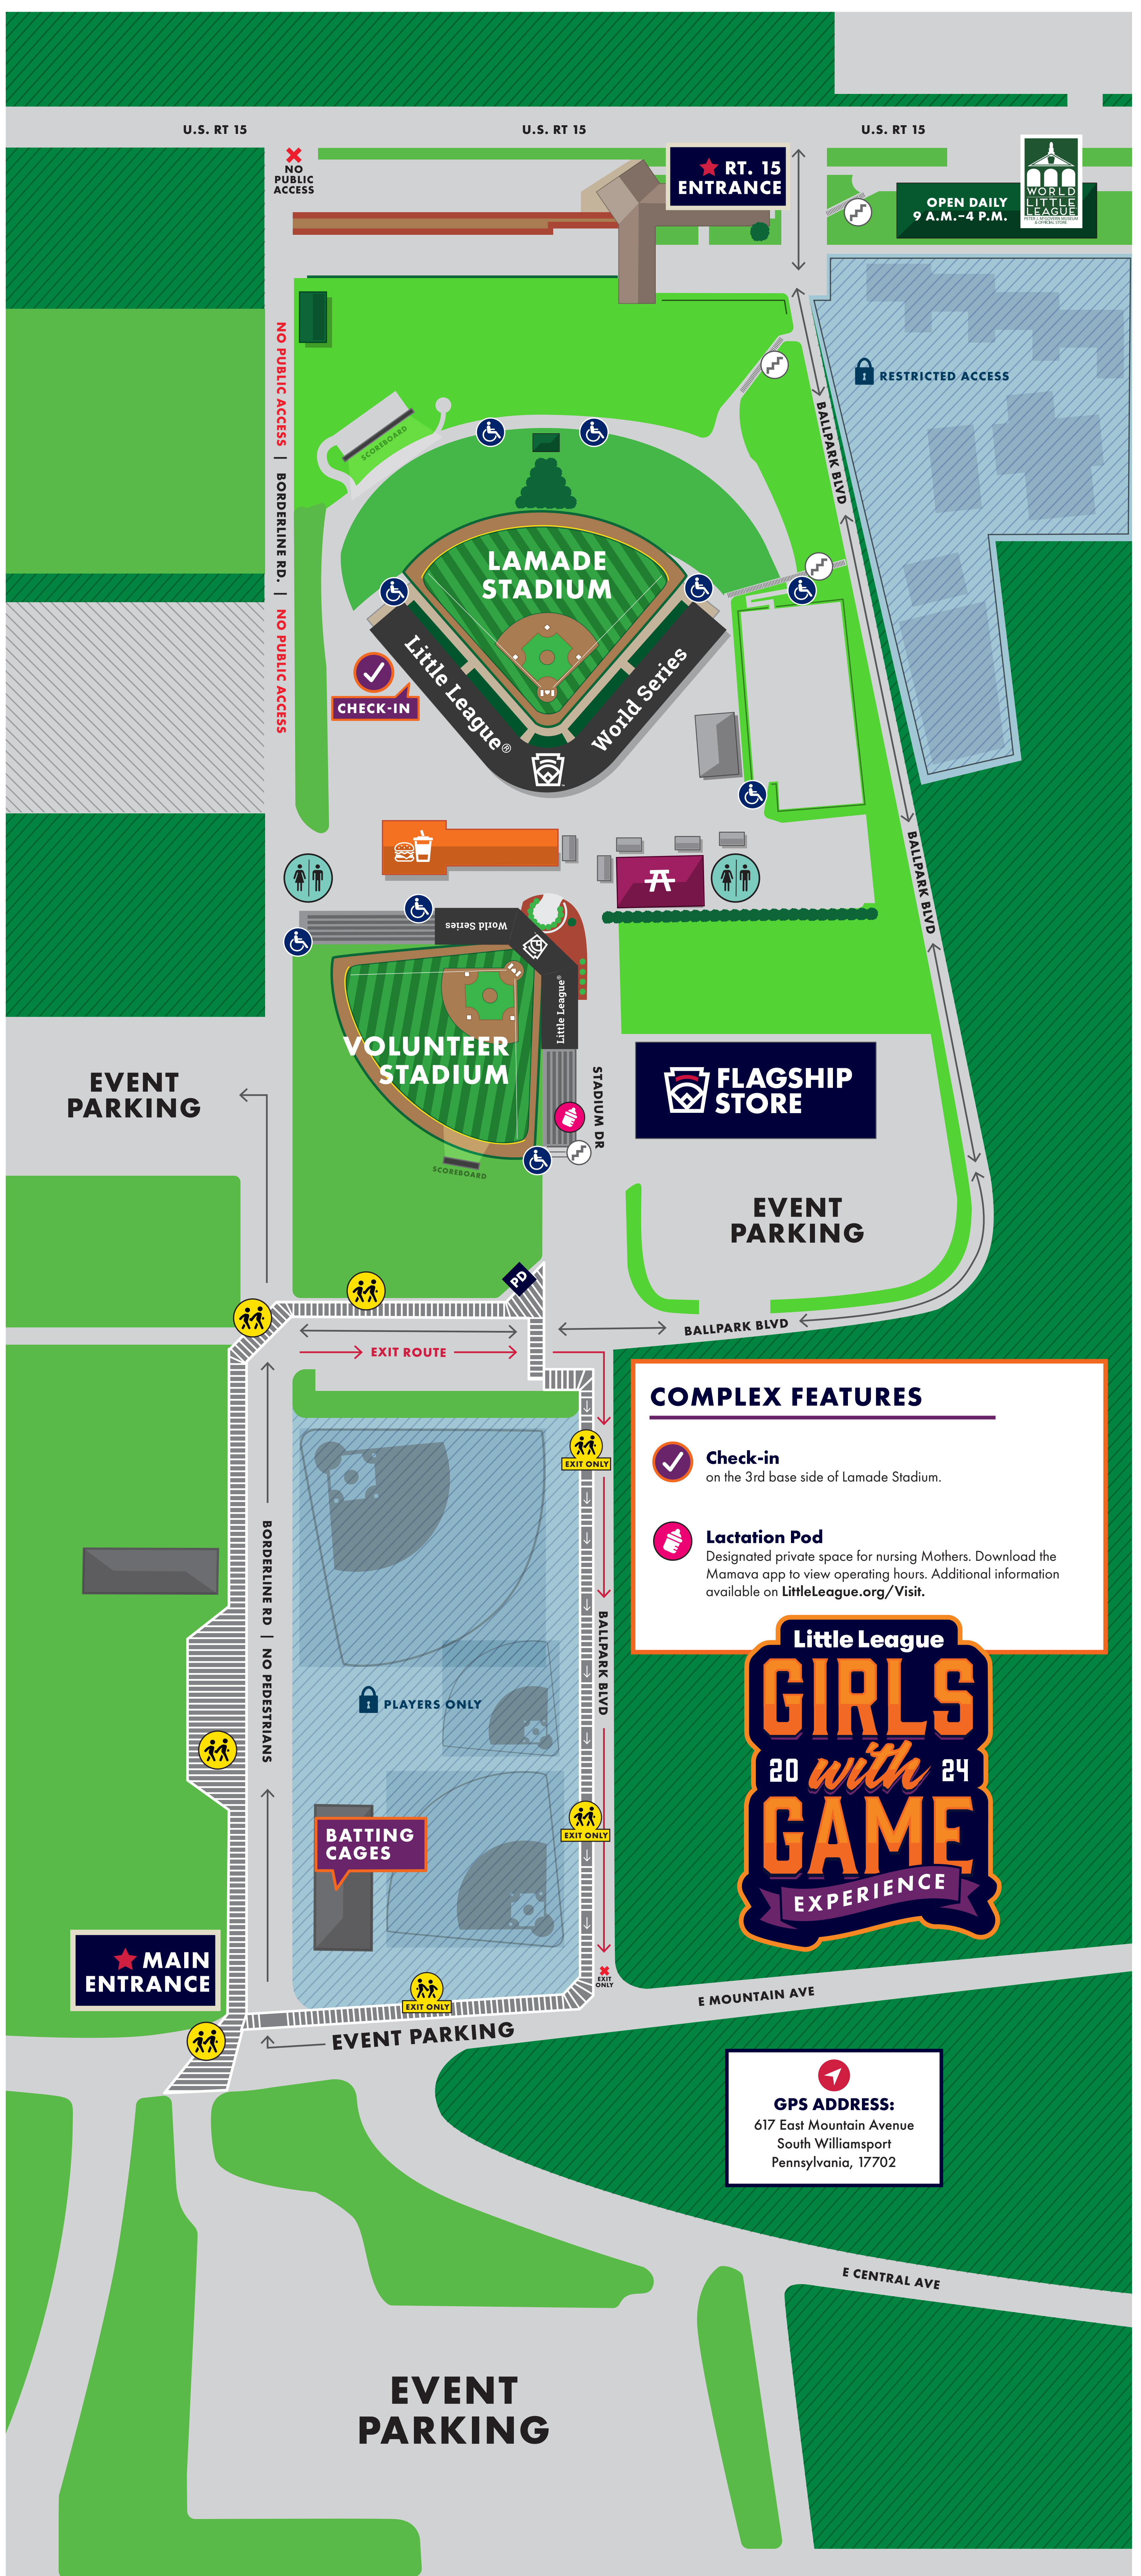 U.S. RT 15
U.S. RT 15
U.S. RT 15
NO
PUBLIC
ACCESS
RT. 15
ENTRANCE
OPEN DAILY
9 A.M.–4 P.M.
WORLD
of
LITTLE
LEAGUE
PETER J. McGOVERN MUSEUM
& OFFICIAL STORE
NO PUBLIC ACCESS | BORDERLINE RD. | NO PUBLIC ACCESS
RESTRICTED ACCESS
BALLPARK BLVD
SCOREBOARD
LAMADE
STADIUM
Little League®
World Series
CHECK-IN
BALLPARK BLVD
World Series
Little League®
VOLUNTEER
STADIUM
SCOREBOARD
STADIUM DR
FLAGSHIP
STORE
EVENT
PARKING
EVENT
PARKING
PD
BALLPARK BLVD
EXIT ROUTE
COMPLEX FEATURES
Check-in
on the 3rd base side of Lamade Stadium.
Lactation Pod
Designated private space for nursing Mothers. Download the
Mamava app to view operating hours. Additional information
available on LittleLeague.org/Visit.
EXIT ONLY
BORDERLINE RD | NO PEDESTRIANS
BALLPARK BLVD
PLAYERS ONLY
BATTING
CAGES
EXIT ONLY
Little League
GIRLS
20 with 24
GAME
EXPERIENCE
MAIN
ENTRANCE
EXIT
ONLY
EXIT ONLY
EVENT PARKING
E MOUNTAIN AVE
GPS ADDRESS:
617 East Mountain Avenue
South Williamsport
Pennsylvania, 17702
E CENTRAL AVE
EVENT
PARKING